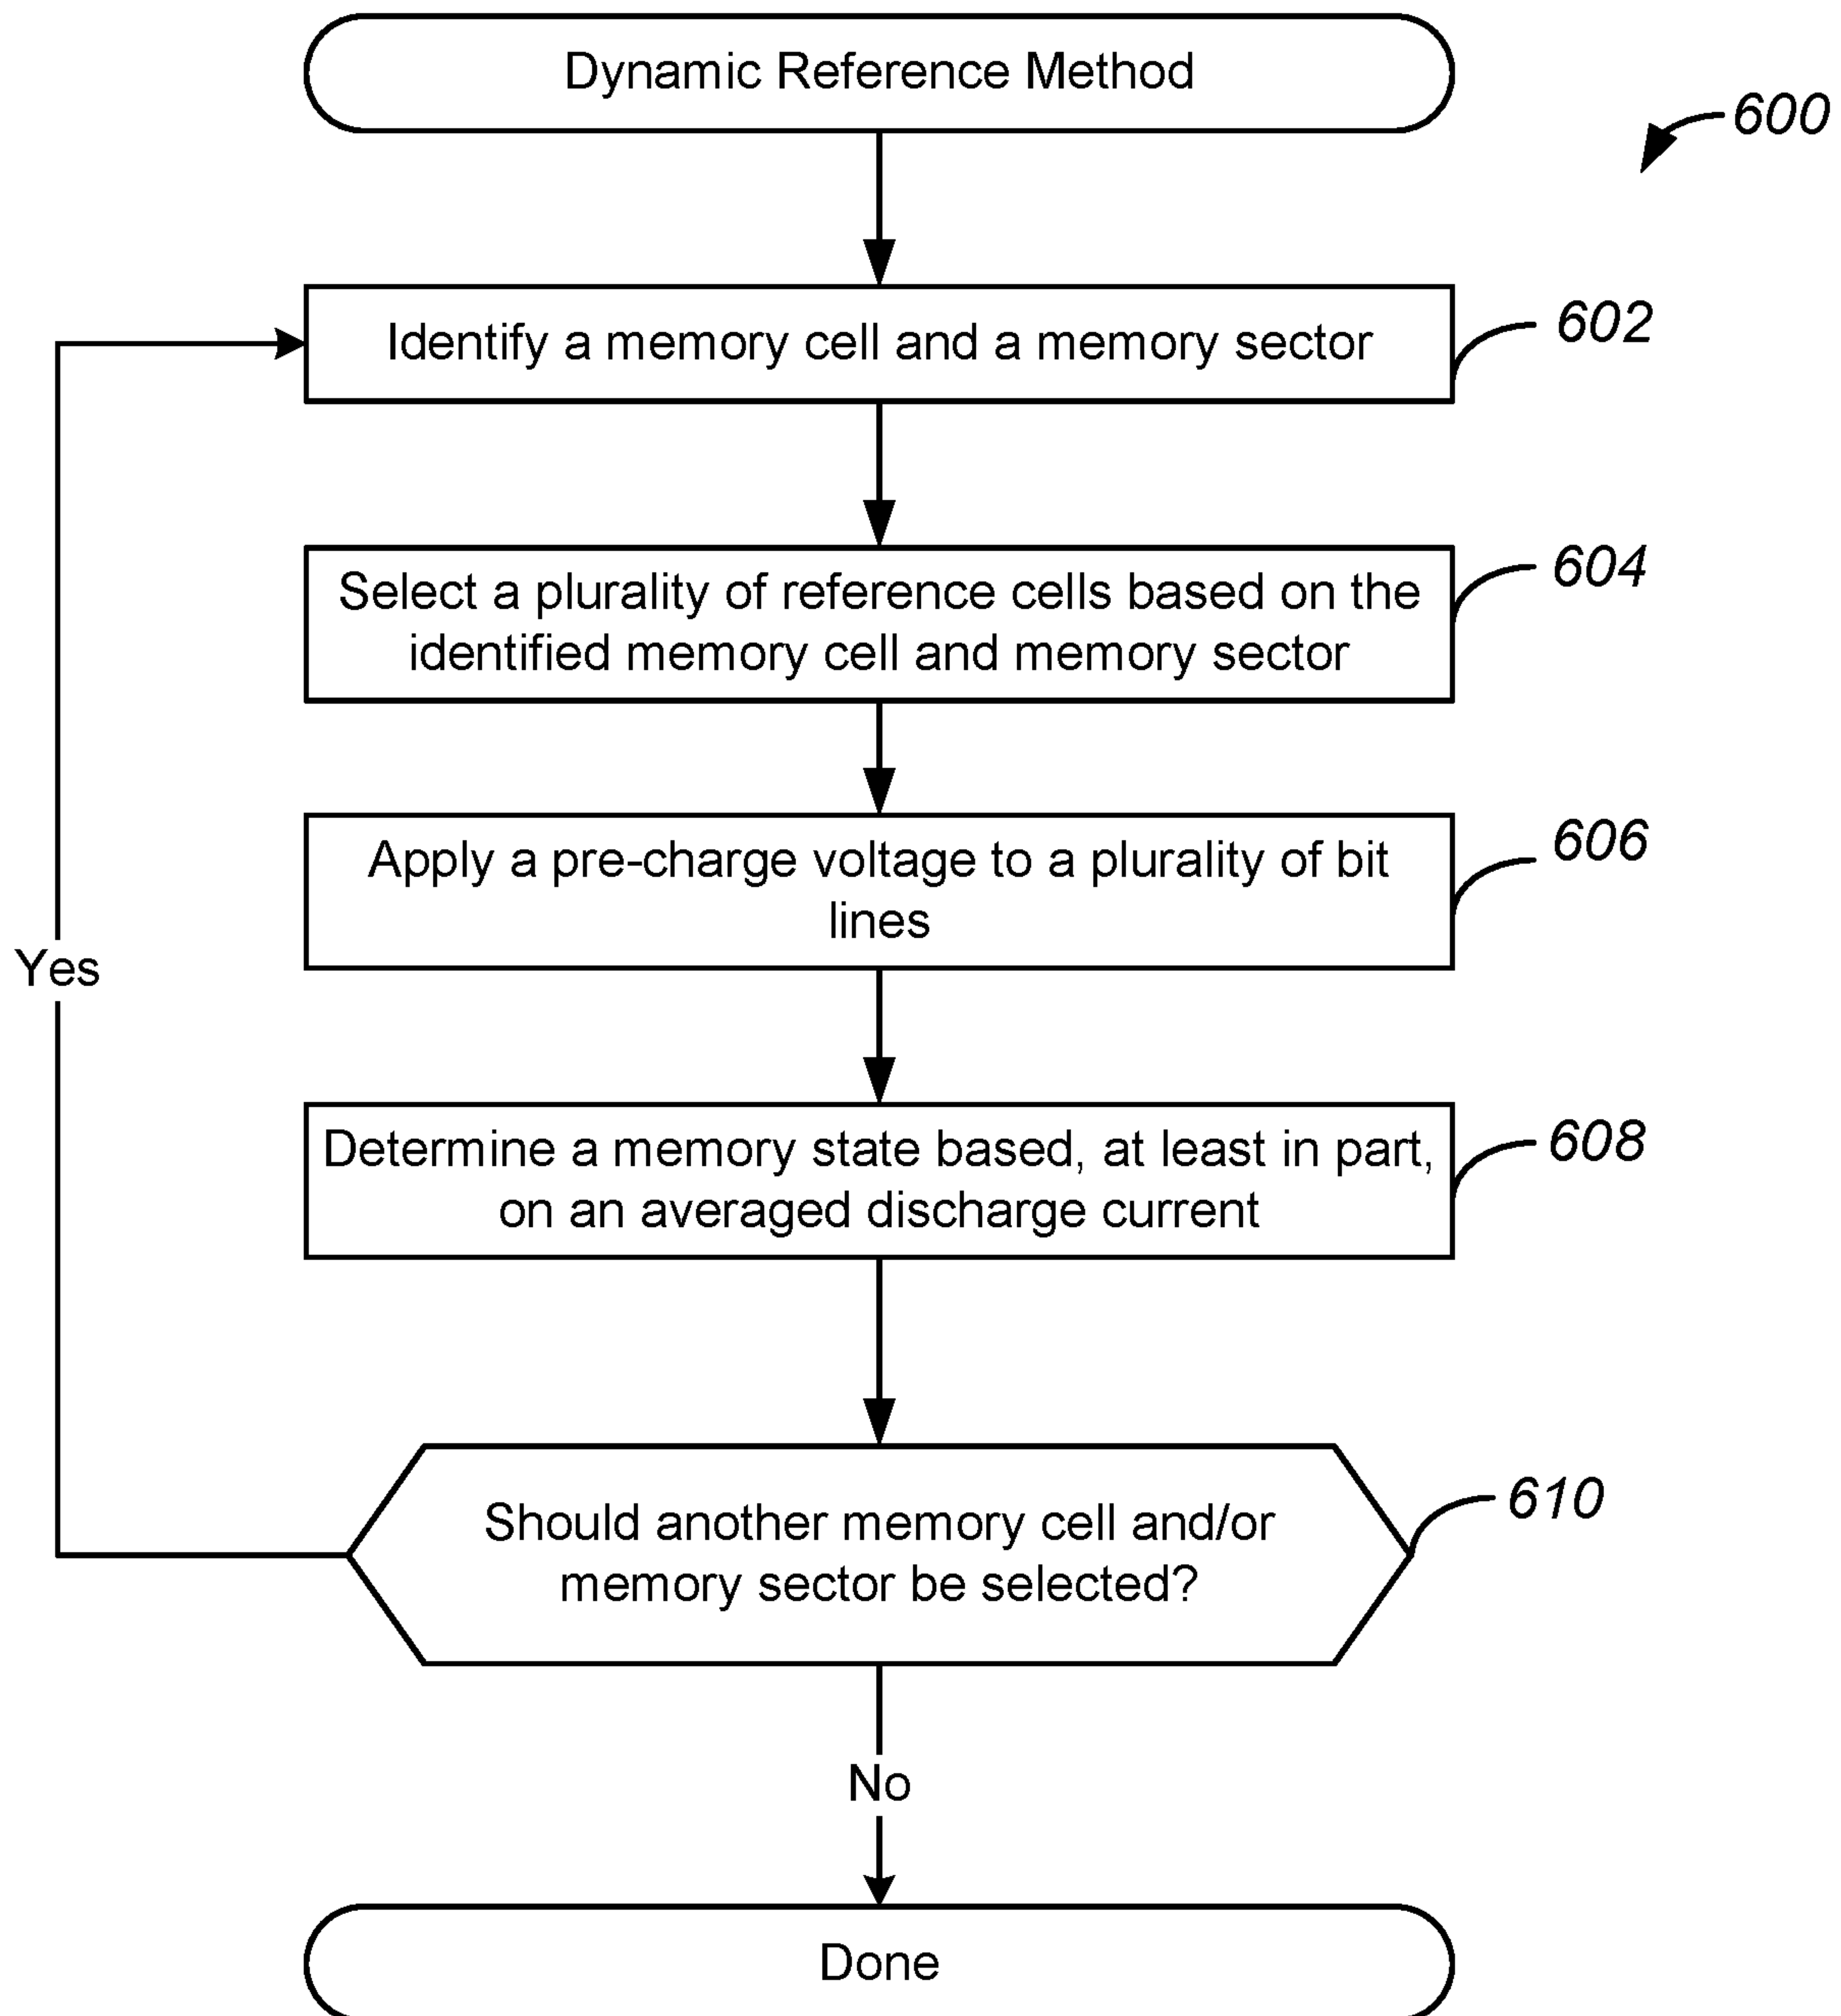 Dynamic Reference Method
600
Identify a memory cell and a memory sector
602
Select a plurality of reference cells based on the
identified memory cell and memory sector
604
Apply a pre-charge voltage to a plurality of bit
lines
606
Yes
Determine a memory state based, at least in part,
on an averaged discharge current
608
Should another memory cell and/or
memory sector be selected?
610
No
Done